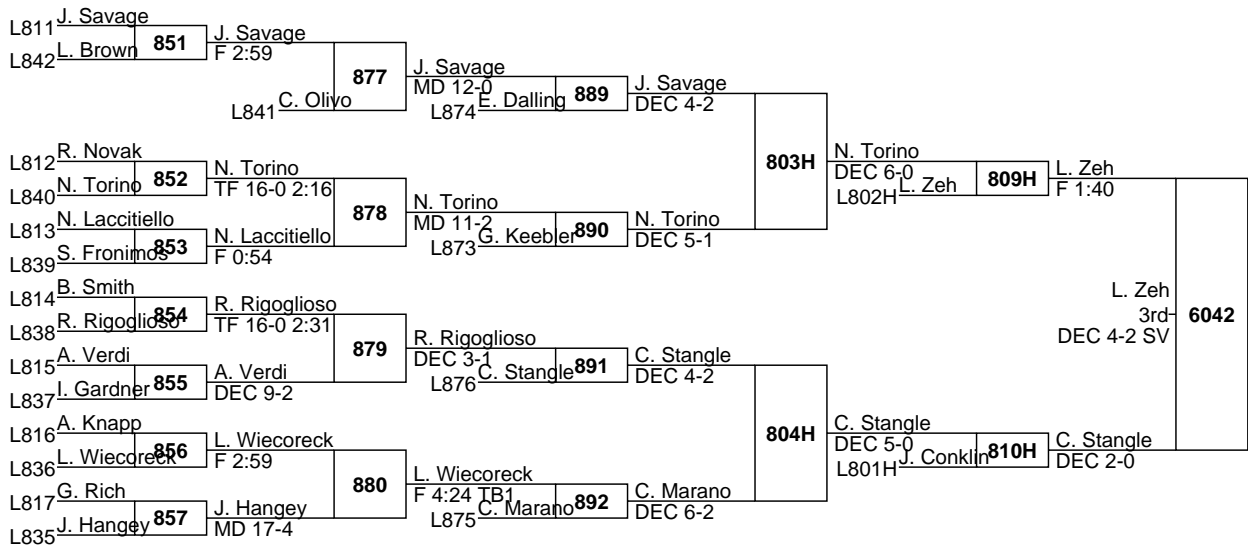 L811 J. Savage
L842 L. Brown
851
J. Savage
F 2:59
L841 C. Olivo
877
J. Savage
MD 12-0
L874 E. Dalling
889
J. Savage
DEC 4-2
L812 R. Novak
L840 N. Torino
852
N. Torino
TF 16-0 2:16
L813 N. Laccitiello
L839 S. Fronimos
853
N. Laccitiello
F 0:54
878
N. Torino
MD 11-2
L873 G. Keebler
890
N. Torino
DEC 5-1
803H
N. Torino
DEC 6-0
L802H L. Zeh
809H
L. Zeh
F 1:40
L814 B. Smith
L838 R. Rigoglioso
854
R. Rigoglioso
TF 16-0 2:31
L815 A. Verdi
L837 I. Gardner
855
A. Verdi
DEC 9-2
879
R. Rigoglioso
DEC 3-1
L876 C. Stangle
891
C. Stangle
DEC 4-2
L816 A. Knapp
L836 L. Wiecoreck
856
L. Wiecoreck
F 2:59
L817 G. Rich
L835 J. Hangey
857
J. Hangey
MD 17-4
880
L. Wiecoreck
F 4:24 TB1
L875 C. Marano
892
C. Marano
DEC 6-2
804H
C. Stangle
DEC 5-0
L801H J. Conklin
810H
C. Stangle
DEC 2-0
L. Zeh
3rd
DEC 4-2 SV
6042